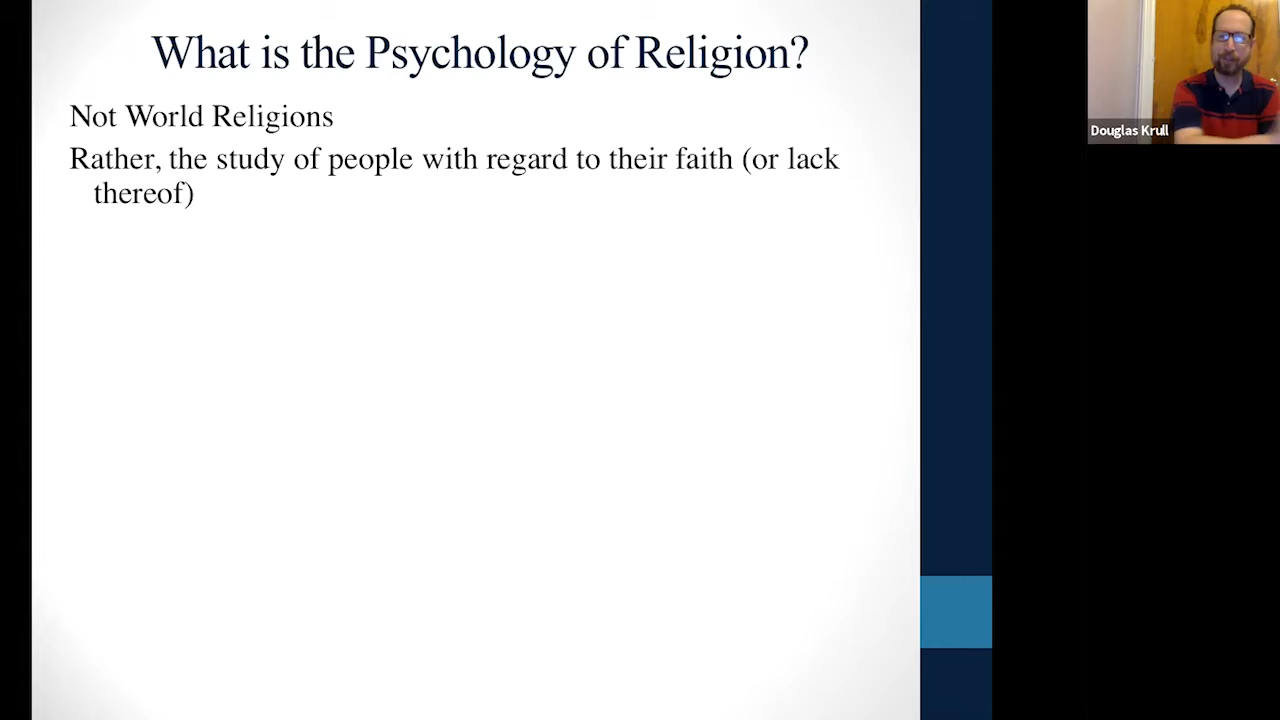 What is the Psychology of Religion?
Not World Religions
Rather, the study of people with regard to their faith (or lack
thereof)
Douglas Krull